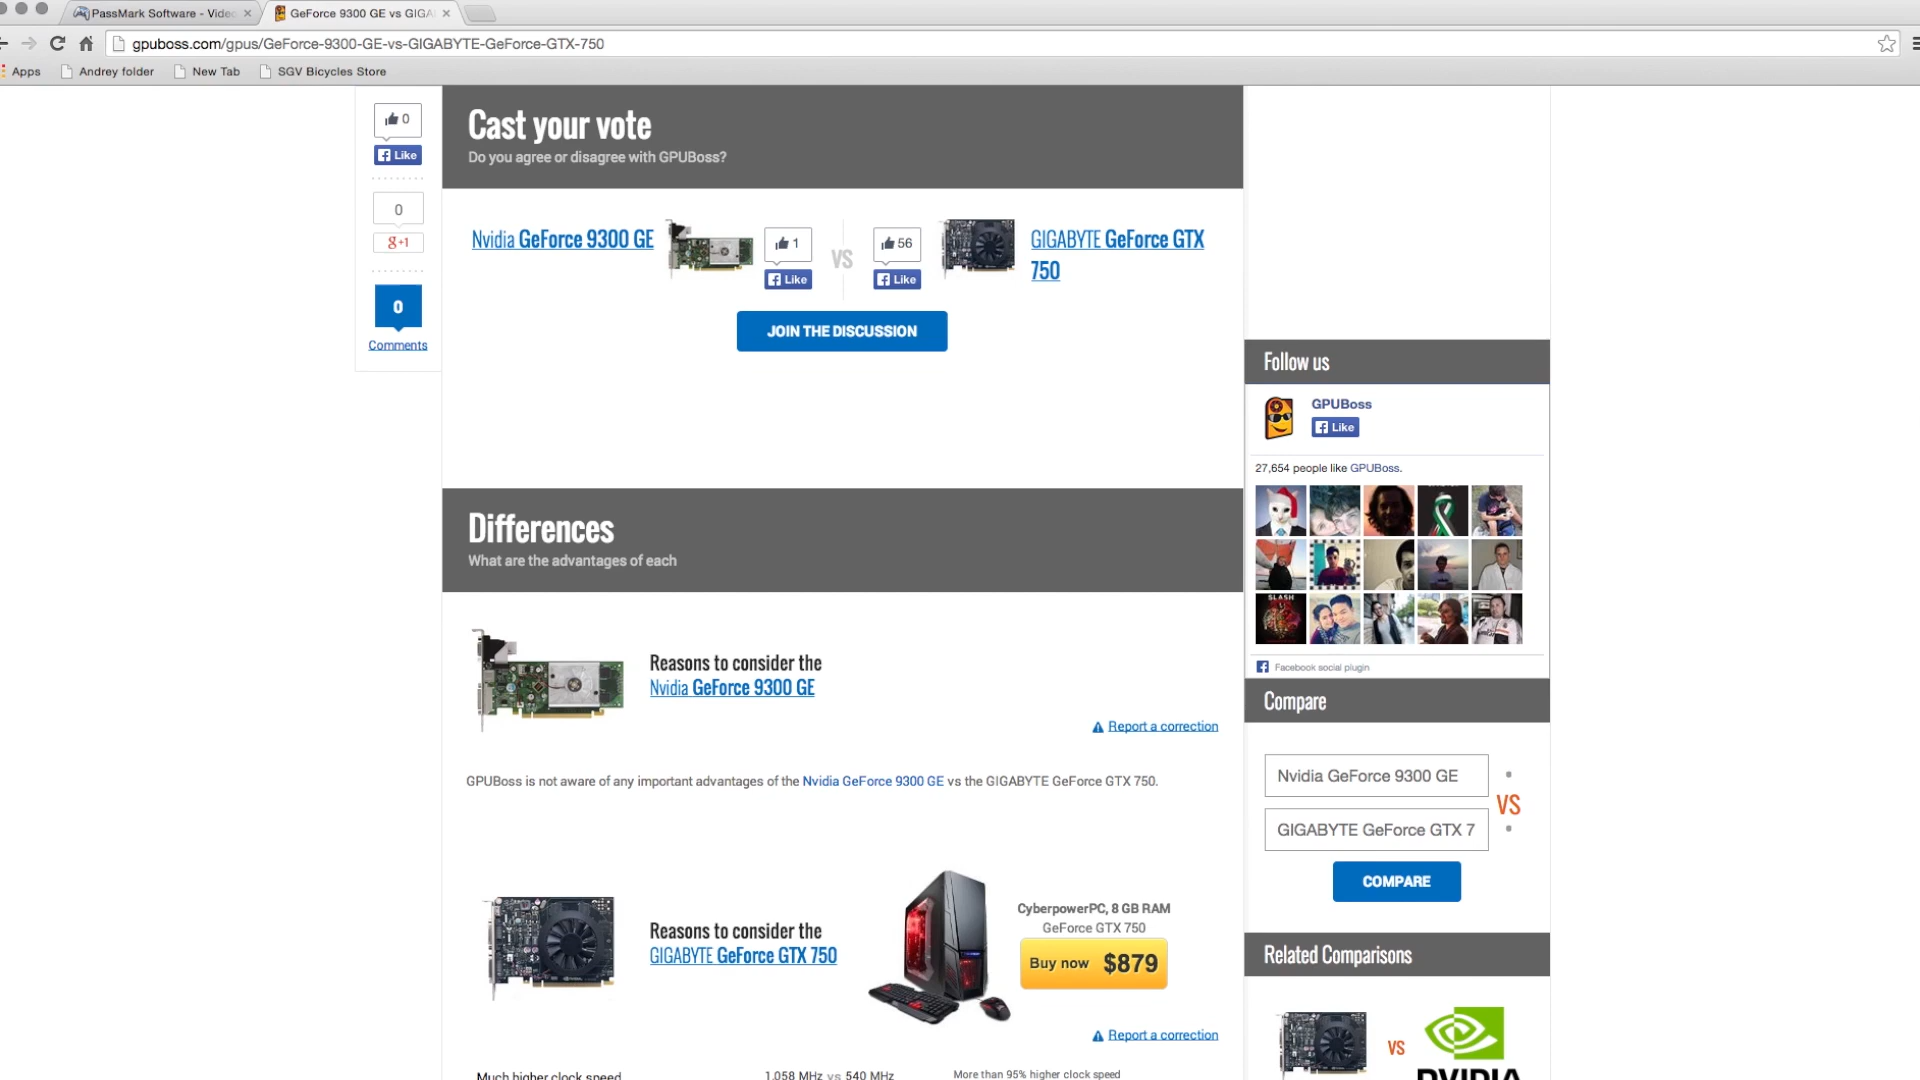 PassMark Software - Video
GeForce 9300 GE vs GIGA
gpuboss.com/gpus/GeForce-9300-GE-vs-GIGABYTE-GeForce-GTX-750
Apps
Andrey folder
New Tab
SGV Bicycles Store
0
Like
0
g+1
0
Comments
Cast your vote
Do you agree or disagree with GPUBoss?
Nvidia GeForce 9300 GE
1
Like
VS
56
Like
GIGABYTE GeForce GTX
750
JOIN THE DISCUSSION
Differences
What are the advantages of each
Reasons to consider the
Nvidia GeForce 9300 GE
Report a correction
GPUBoss is not aware of any important advantages of the Nvidia GeForce 9300 GE vs the GIGABYTE GeForce GTX 750.
Reasons to consider the
GIGABYTE GeForce GTX 750
CyberpowerPC, 8 GB RAM
GeForce GTX 750
Buy now $879
Report a correction
Much higher clock speed
1,058 MHz vs 540 MHz
More than 95% higher clock speed
Follow us
GPUBoss
Like
27,654 people like GPUBoss.
SLASH
Facebook social plugin
Compare
Nvidia GeForce 9300 GE
VS
GIGABYTE GeForce GTX 7
COMPARE
Related Comparisons
VS
NVIDIA